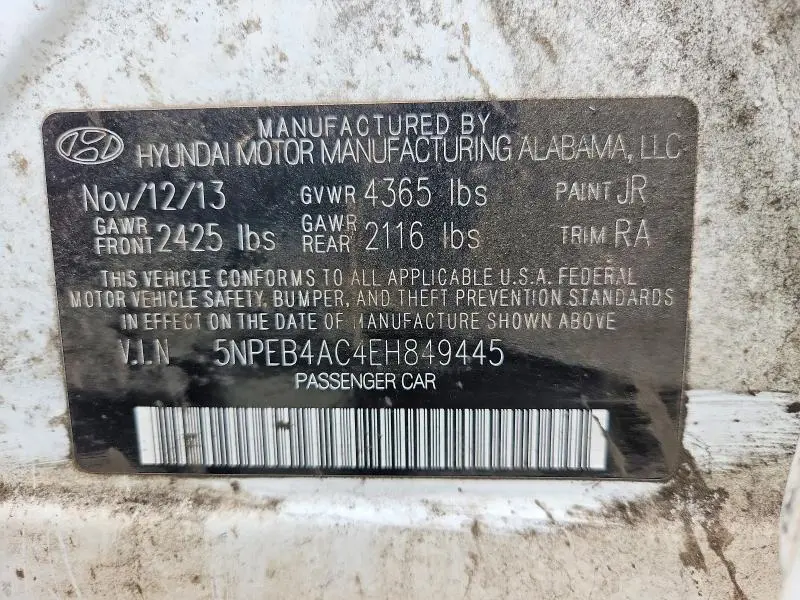 MANUFACTURED BY
HYUNDAI MOTOR MANUFACTURING ALABAMA, LLC
Nov/12/13 GVWR 4365 lbs PAINT JR
GAWR FRONT 2425 lbs GAWR REAR 2116 lbs TRIM RA
THIS VEHICLE CONFORMS TO ALL APPLICABLE U.S.A. FEDERAL
MOTOR VEHICLE SAFETY, BUMPER, AND THEFT PREVENTION STANDARDS
IN EFFECT ON THE DATE OF MANUFACTURE SHOWN ABOVE.
V.I.N 5NPEB4AC4EH849445
PASSENGER CAR